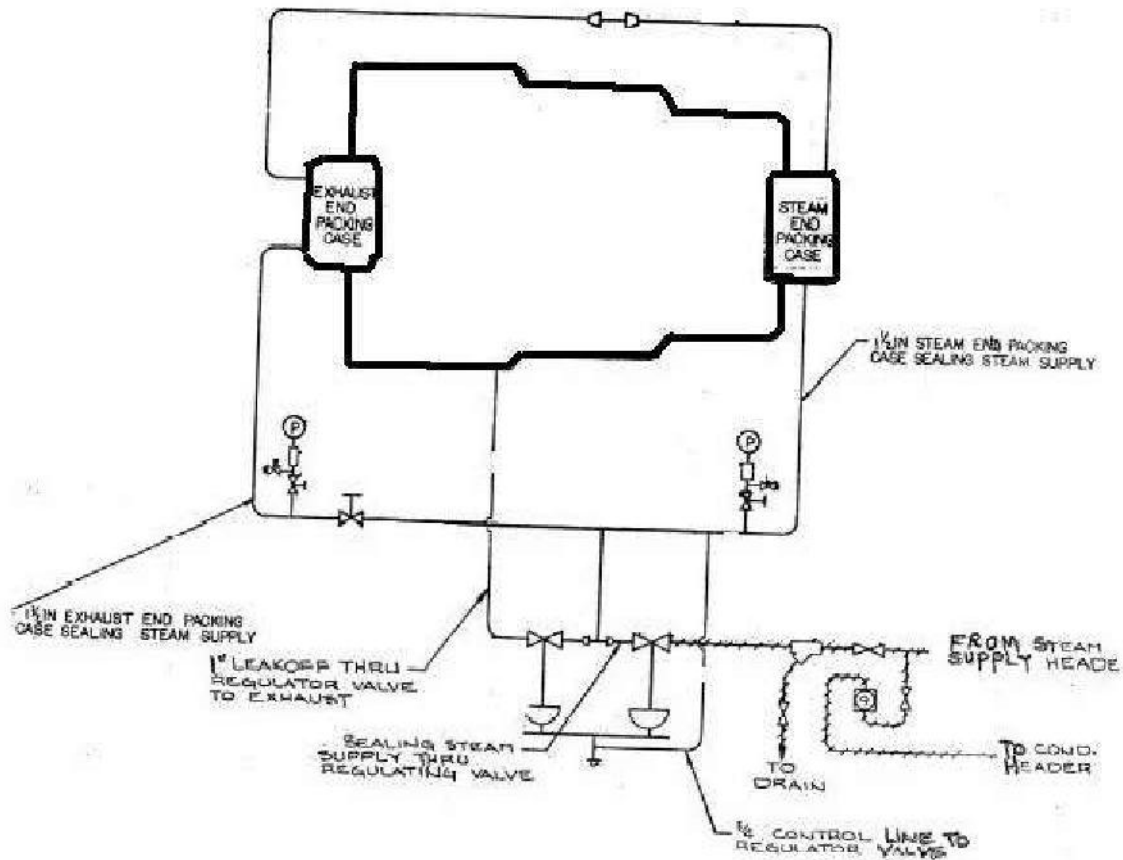 EXHAUST
END
PACKING
CASE
STEAM
END
PACKING
CASE
1½ IN STEAM END PACKING
CASE SEALING STEAM SUPPLY
P
P
IN EXHAUST END PACKING
CASE SEALING STEAM SUPPLY
1" LEAKOFF THRU
REGULATOR VALVE
TO EXHAUST
FROM STEAM
SUPPLY HEADE
SEALING STEAM
SUPPLY THRU
REGULATING VALVE
TO
DRAIN
TO COND.
HEADER
CONTROL LINE TO
REGULATOR VALVE